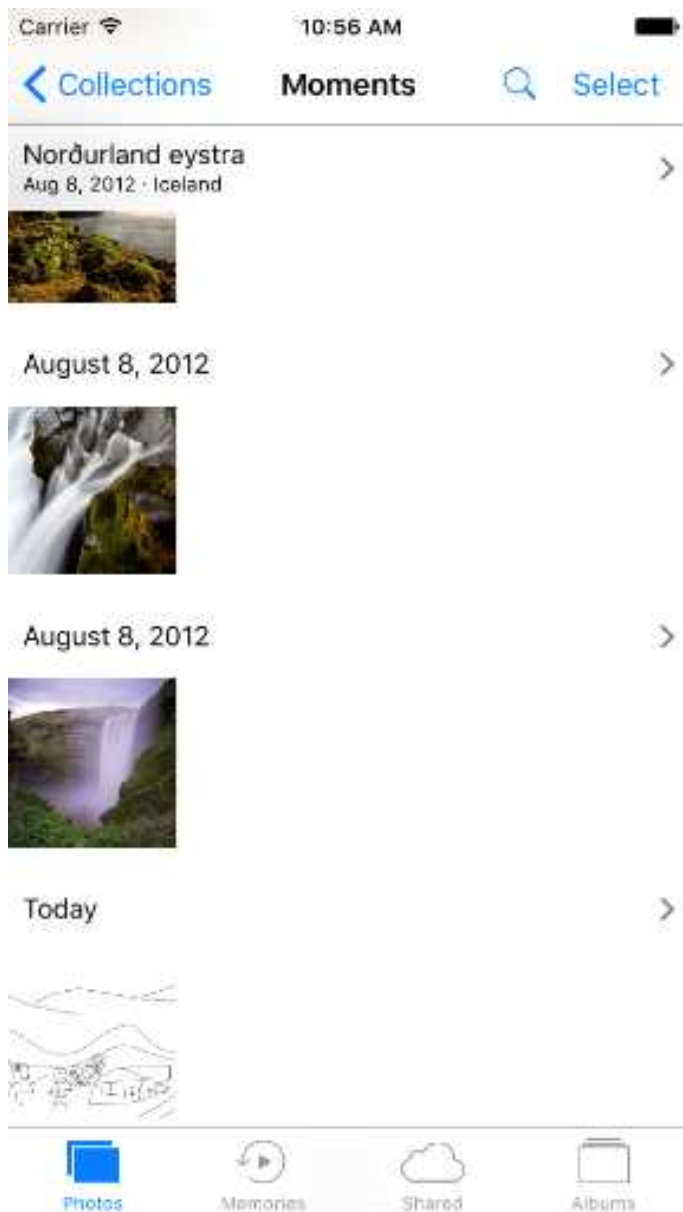 Carrier
10:56 AM
Collections
Moments
Select
Norðurland eystra
Aug 8, 2012 · Iceland
August 8, 2012
August 8, 2012
Today
Photos
Memories
Shared
Albums